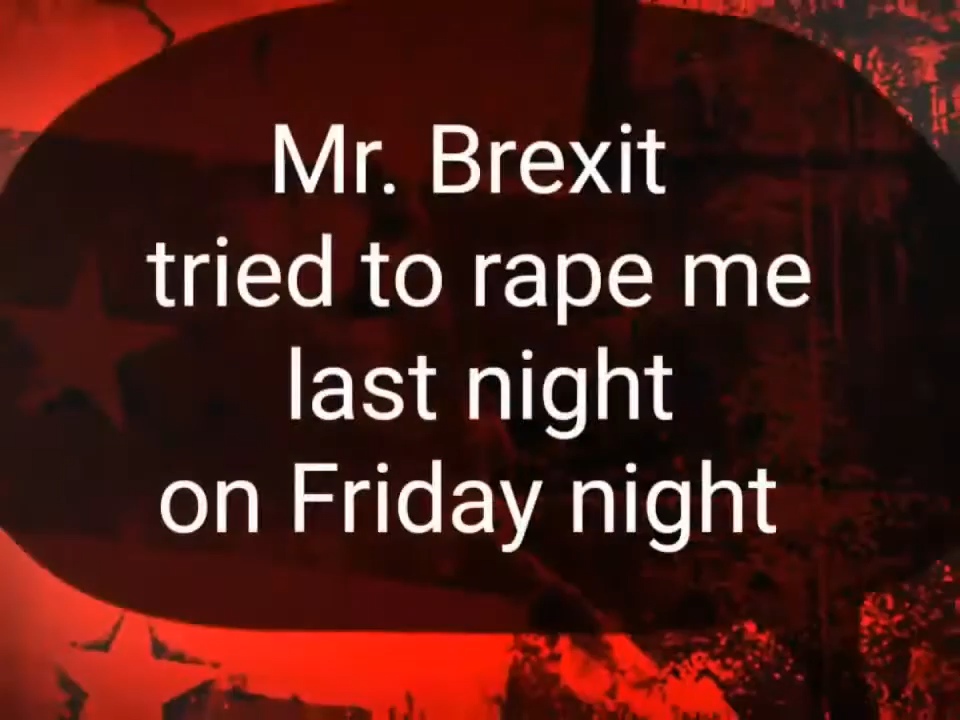 Mr. Brexit
tried to rape me
last night
on Friday night